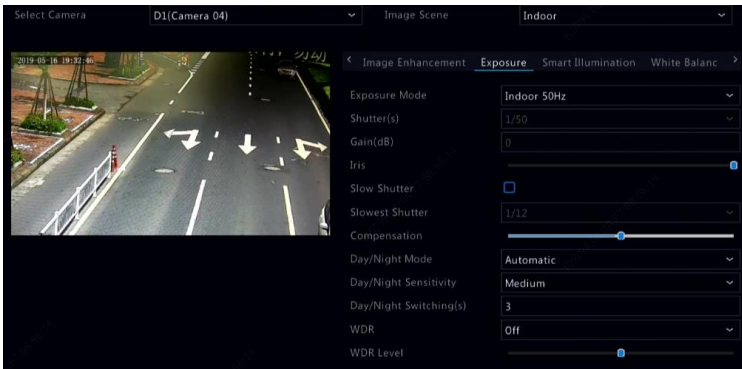 Select Camera D1(Camera 04) Image Scene Indoor
2019-05-16 19:32:46
Image Enhancement Exposure Smart Illumination White Balanc
Exposure Mode Indoor 50Hz
Shutter(s) 1/50
Gain(dB) 0
Iris
Slow Shutter
Slowest Shutter 1/12
Compensation
Day/Night Mode Automatic
Day/Night Sensitivity Medium
Day/Night Switching(s) 3
WDR Off
WDR Level